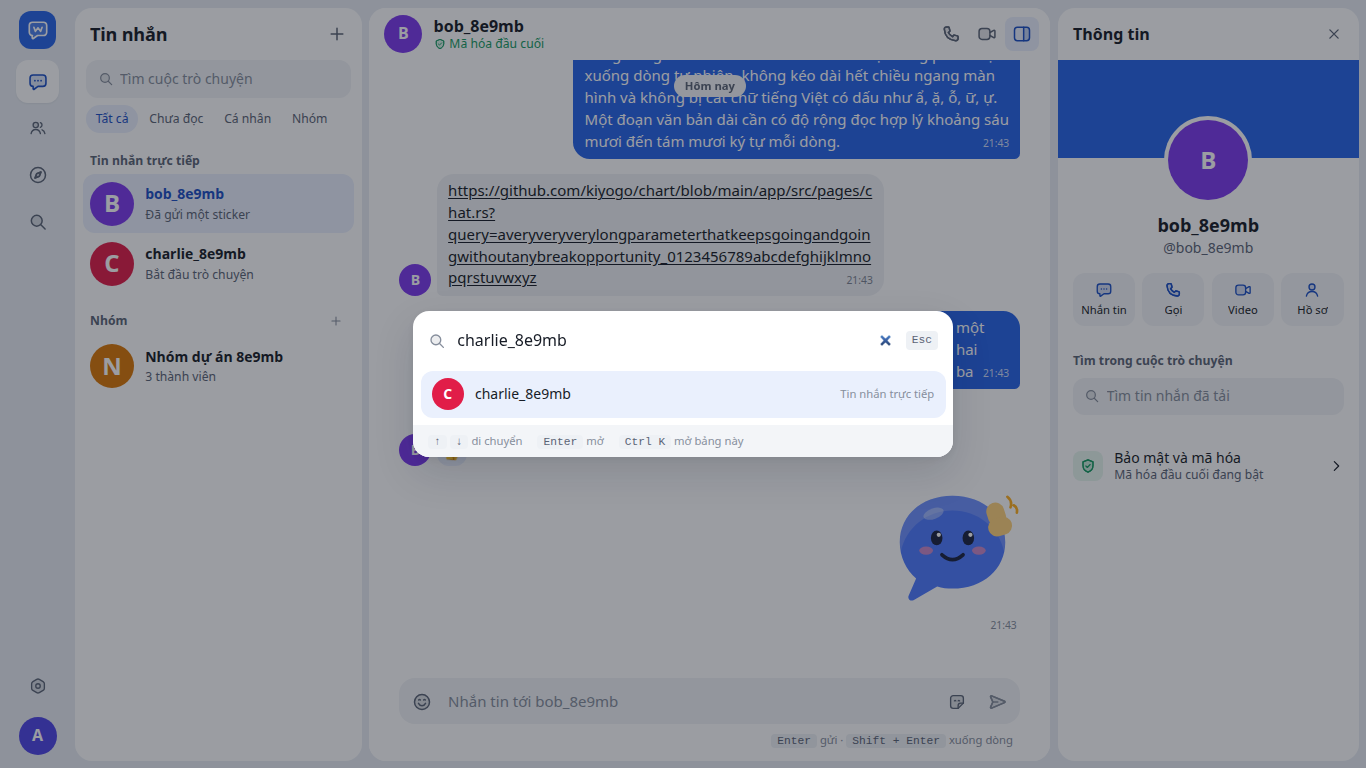 Tin nhắn
Tìm cuộc trò chuyện
Tất cả
Chưa đọc
Cá nhân
Nhóm
Tin nhắn trực tiếp
B
bob_8e9mb
Đã gửi một sticker
C
charlie_8e9mb
Bắt đầu trò chuyện
Nhóm
N
Nhóm dự án 8e9mb
3 thành viên
A
B
bob_8e9mb
Mã hóa đầu cuối
xuống dòng tự nhiên, không kéo dài hết chiều ngang màn
Hôm nay
hình và không bị cắt chữ tiếng Việt có dấu như ẩ, ặ, ỗ, ữ, ự.
Một đoạn văn bản dài cần có độ rộng đọc hợp lý khoảng sáu
mươi đến tám mươi ký tự mỗi dòng.
21:43
https://github.com/kiyogo/chart/blob/main/app/src/pages/c
hat.rs?
query=averyveryverylongparameterthatkeepsgoingandgoin
gwithoutanybreakopportunity_0123456789abcdefghijklmno
pqrstuvwxyz
21:43
B
một
hai
ba
21:43
charlie_8e9mb
Esc
C
charlie_8e9mb
Tin nhắn trực tiếp
↑ ↓ di chuyển
Enter mở
Ctrl K mở bảng này
21:43
Nhắn tin tới bob_8e9mb
Enter gửi · Shift + Enter xuống dòng
Thông tin
B
bob_8e9mb
@bob_8e9mb
Nhắn tin
Gọi
Video
Hồ sơ
Tìm trong cuộc trò chuyện
Tìm tin nhắn đã tải
Bảo mật và mã hóa
Mã hóa đầu cuối đang bật